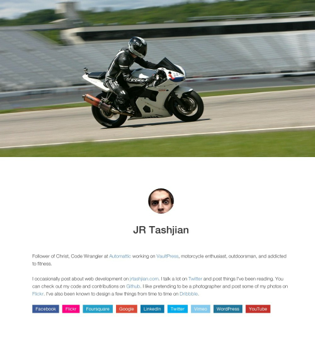 JR Tashjian
Follower of Christ, Code Wrangler at Automattic working on VaultPress, motorcycle enthusiast, outdoorsman, and addicted
to fitness.
I occasionally post about web development on jrtashjian.com. I talk a lot on Twitter and post things I've been reading. You
can check out my code and contributions on Github. I like pretending to be a photographer and post some of my photos on
Flickr. I've also been known to design a few things from time to time on Dribbble.
Facebook Flickr Foursquare Google LinkedIn Twitter Vimeo WordPress YouTube